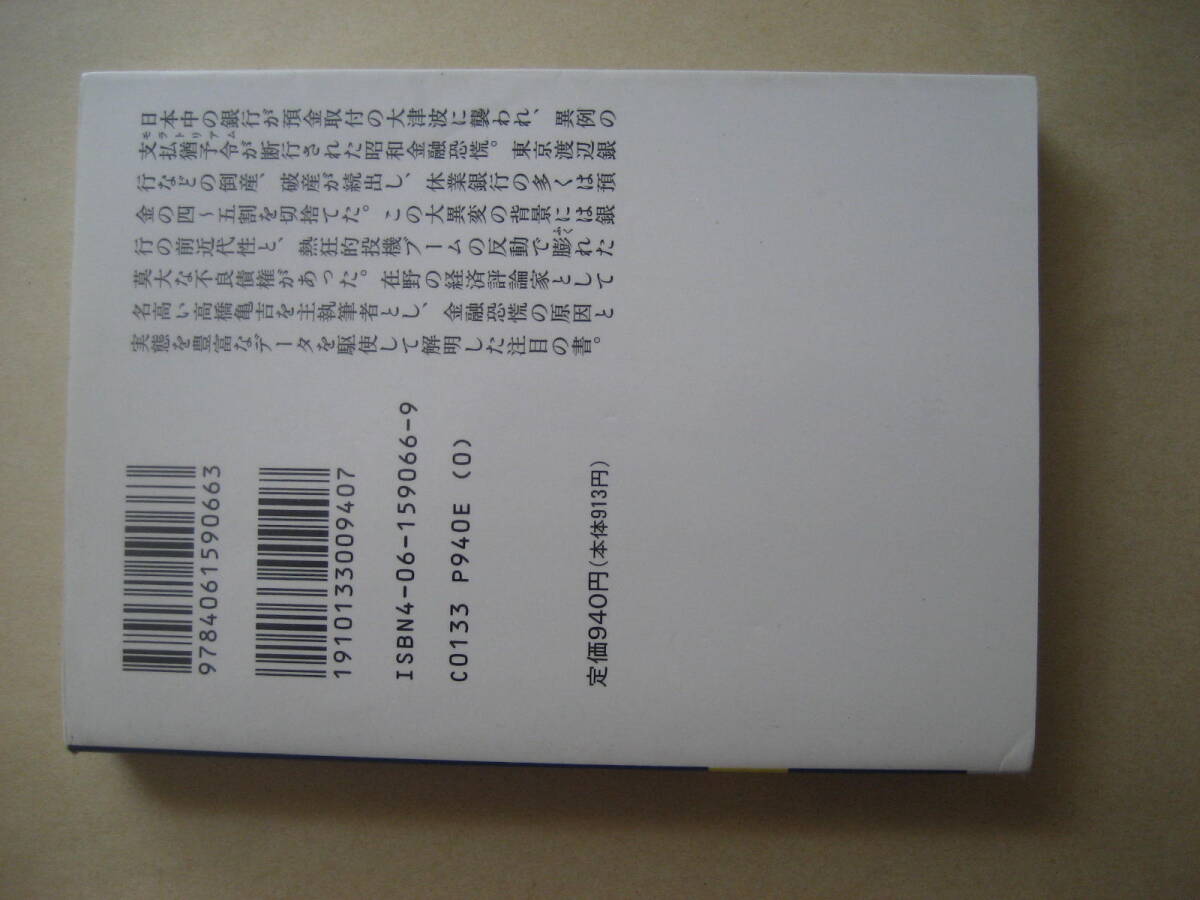 日本中の銀行が預金取付の大津波に襲われ、異例の
モラトリアム
支払猶予令が断行された昭和金融恐慌。東京渡辺銀
行などの倒産、破産が続出し、休業銀行の多くは預
金の四〜五割を切捨てた。この大異変の背景には銀
行の前近代性と、熱狂的投機ブームの反動で膨れた
ふく
莫大な不良債権があった。在野の経済評論家として
名高い高橋亀吉を主執筆者とし、金融恐慌の原因と
実態を豊富なデータを駆使して解明した注目の書。
9784061590663
1910133009407
ISBN4-06-159066-9
C0133 P940E (0)
定価940円(本体913円)